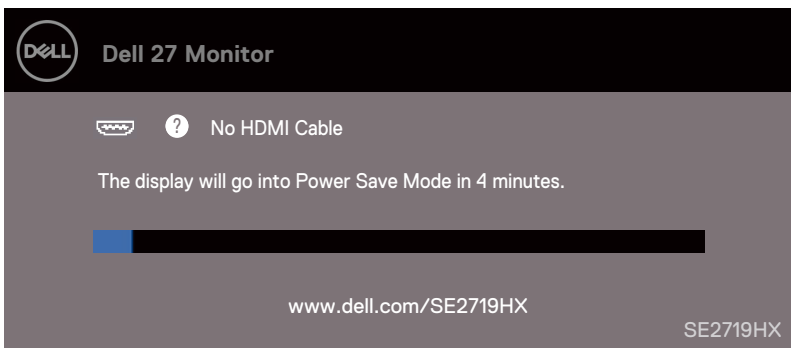 DELL
Dell 27 Monitor
? No HDMI Cable
The display will go into Power Save Mode in 4 minutes.
www.dell.com/SE2719HX
SE2719HX